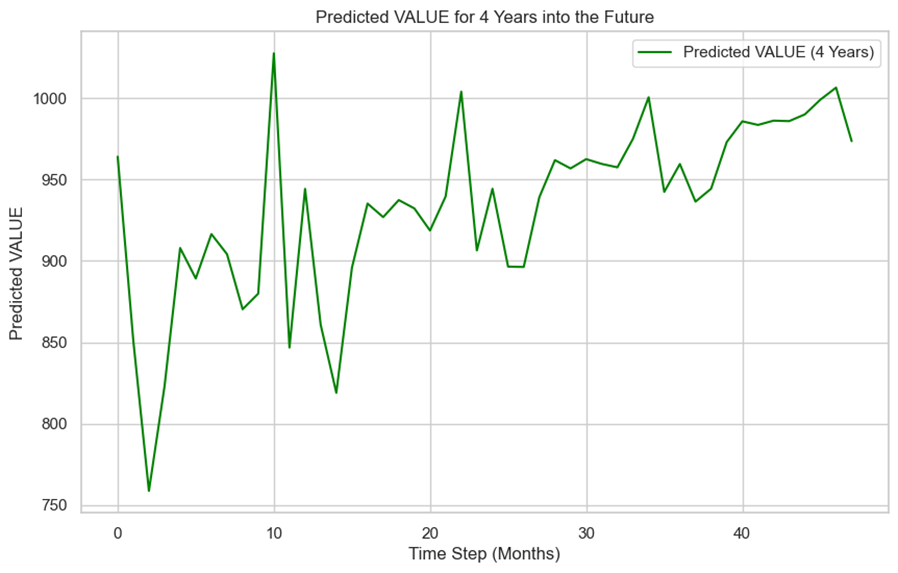 Predicted VALUE for 4 Years into the Future
Predicted VALUE (4 Years)
Predicted VALUE
1000
950
900
850
800
750
0 10 20 30 40
Time Step (Months)